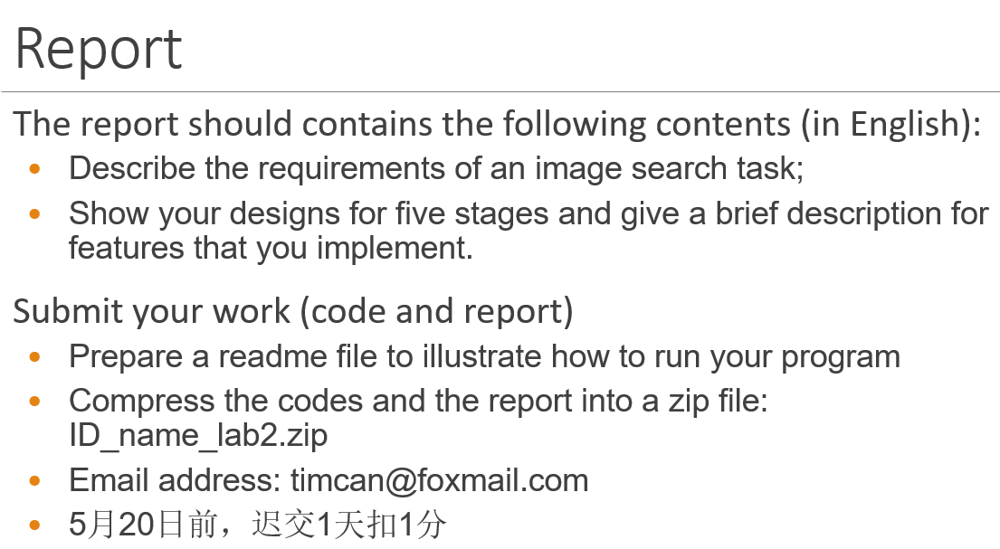 Report
The report should contains the following contents (in English):
• Describe the requirements of an image search task;
• Show your designs for five stages and give a brief description for
features that you implement.
Submit your work (code and report)
• Prepare a readme file to illustrate how to run your program
• Compress the codes and the report into a zip file:
ID_name_lab2.zip
• Email address: timcan@foxmail.com
• 5月20日前，迟交1天扣1分